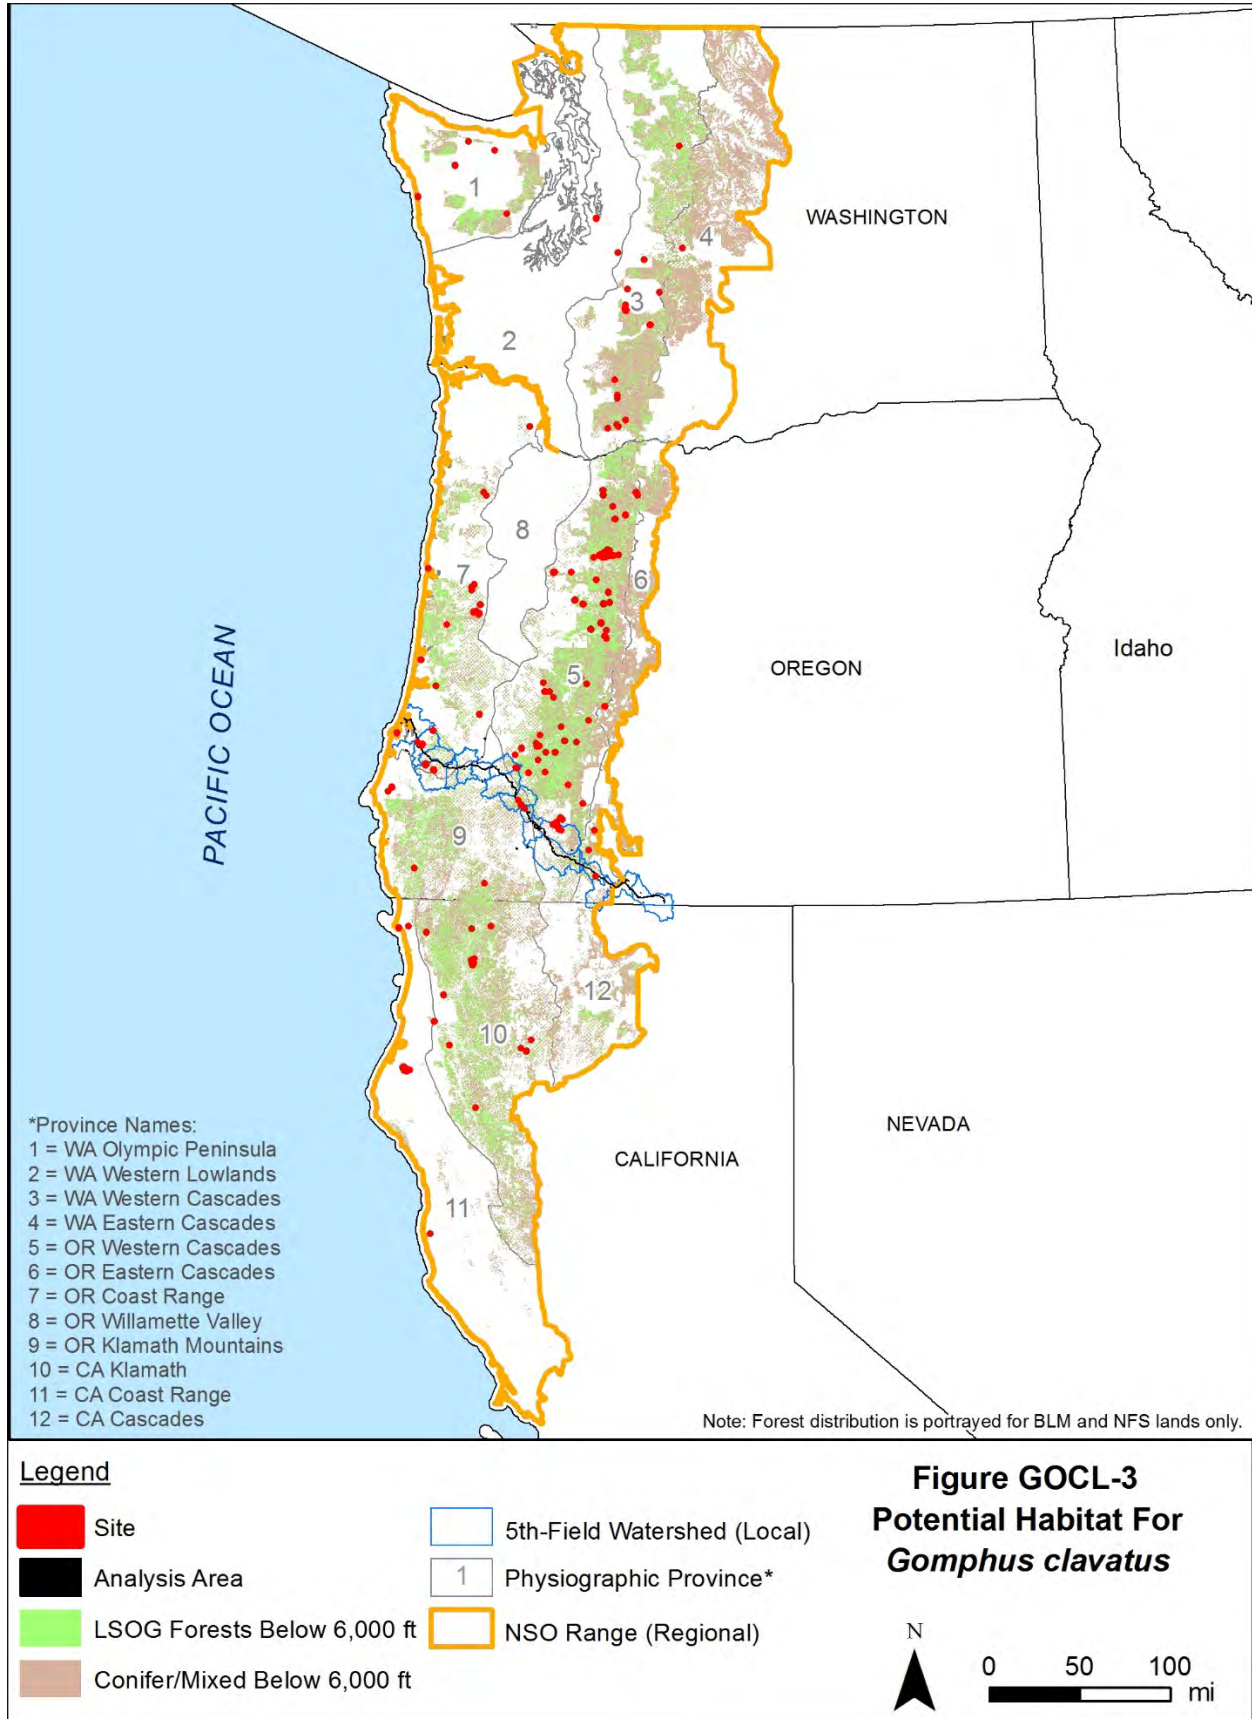 1
4
WASHINGTON
3
2
8
7
6
5
OREGON
Idaho
PACIFIC OCEAN
9
12
10
11
CALIFORNIA
NEVADA
*Province Names:
1 = WA Olympic Peninsula
2 = WA Western Lowlands
3 = WA Western Cascades
4 = WA Eastern Cascades
5 = OR Western Cascades
6 = OR Eastern Cascades
7 = OR Coast Range
8 = OR Willamette Valley
9 = OR Klamath Mountains
10 = CA Klamath
11 = CA Coast Range
12 = CA Cascades
Note: Forest distribution is portrayed for BLM and NFS lands only.
Legend
Site
Analysis Area
LSOG Forests Below 6,000 ft
Conifer/Mixed Below 6,000 ft
5th-Field Watershed (Local)
1 Physiographic Province*
NSO Range (Regional)
Figure GOCL-3
Potential Habitat For
Gomphus clavatus
N
0 50 100
mi